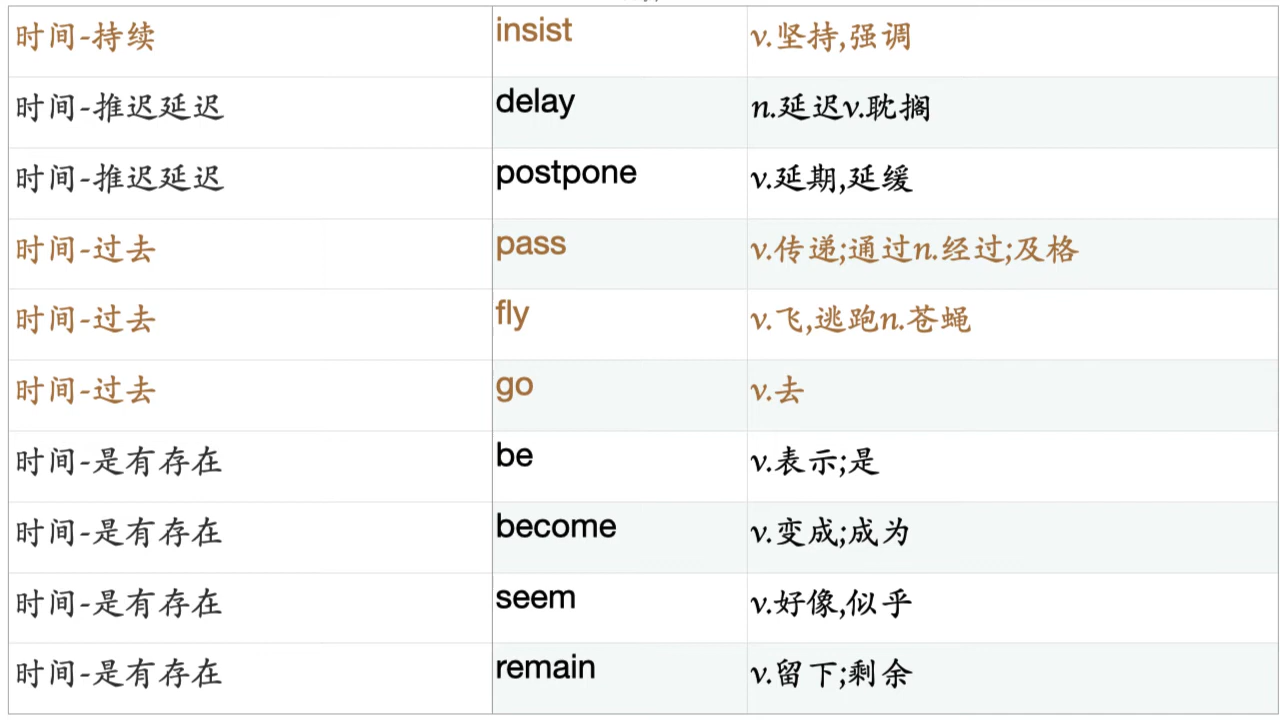 时间-持续 insist v.坚持,强调
时间-推迟延迟 delay n.延迟v.耽搁
时间-推迟延迟 postpone v.延期,延缓
时间-过去 pass v.传递;通过n.经过;及格
时间-过去 fly v.飞,逃跑n.苍蝇
时间-过去 go v.去
时间-是有存在 be v.表示;是
时间-是有存在 become v.变成;成为
时间-是有存在 seem v.好像,似乎
时间-是有存在 remain v.留下;剩余